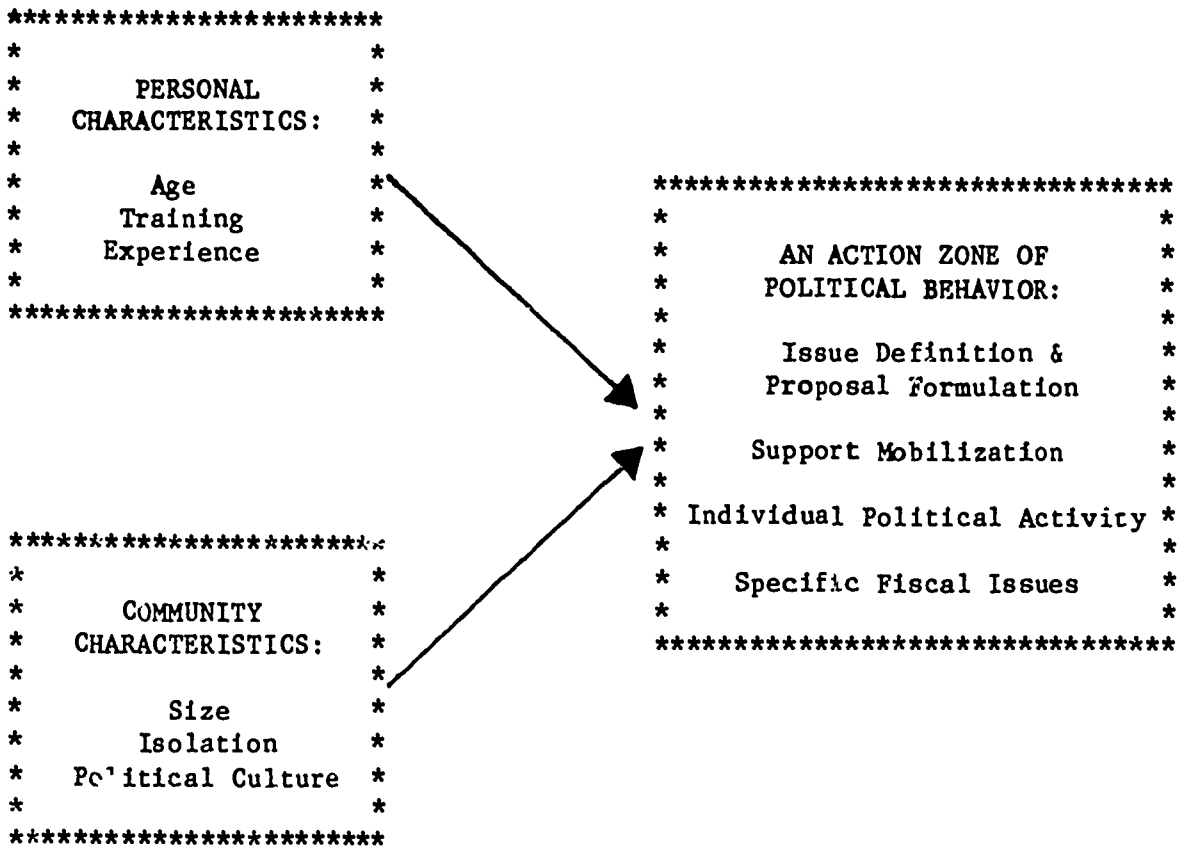 PERSONAL
CHARACTERISTICS:
Age
Training
Experience
AN ACTION ZONE OF
POLITICAL BEHAVIOR:
Issue Definition &
Proposal Formulation
Support Mobilization
Individual Political Activity
Specific Fiscal Issues
COMMUNITY
CHARACTERISTICS:
Size
Isolation
Political Culture